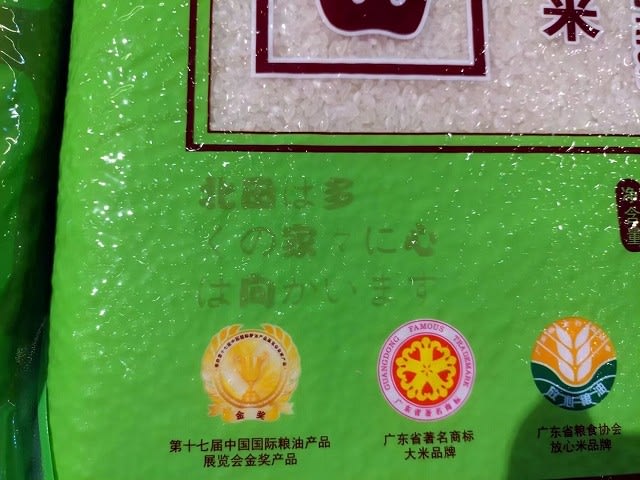 米
北酷は多
くの家々に心
は向かいます
金奖
GUANGDONG FAMOUS TRADEMARK
广东省著名商标
第十七届中国国际粮油产品
展览会金奖产品
广东省著名商标
大米品牌
广东省粮食协会
放心米品牌